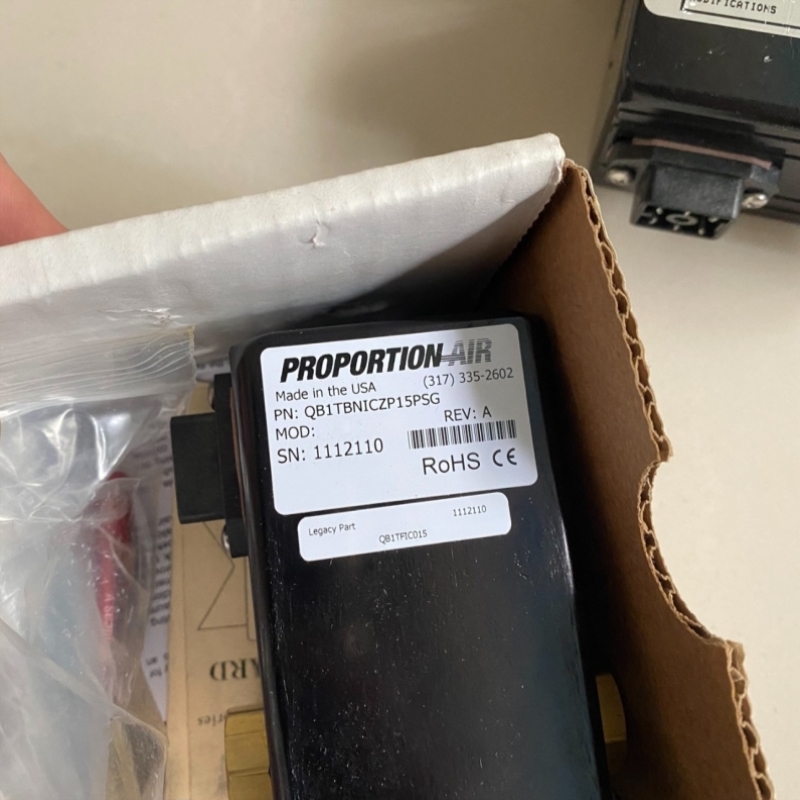 MODIFICATIONS
PROPORTION-AIR
Made in the USA (317) 335-2602
PN: QB1TBNICZP15PSG
MOD: REV: A
SN: 1112110
RoHS CE
Legacy Part 1112110
QB1TFIC015